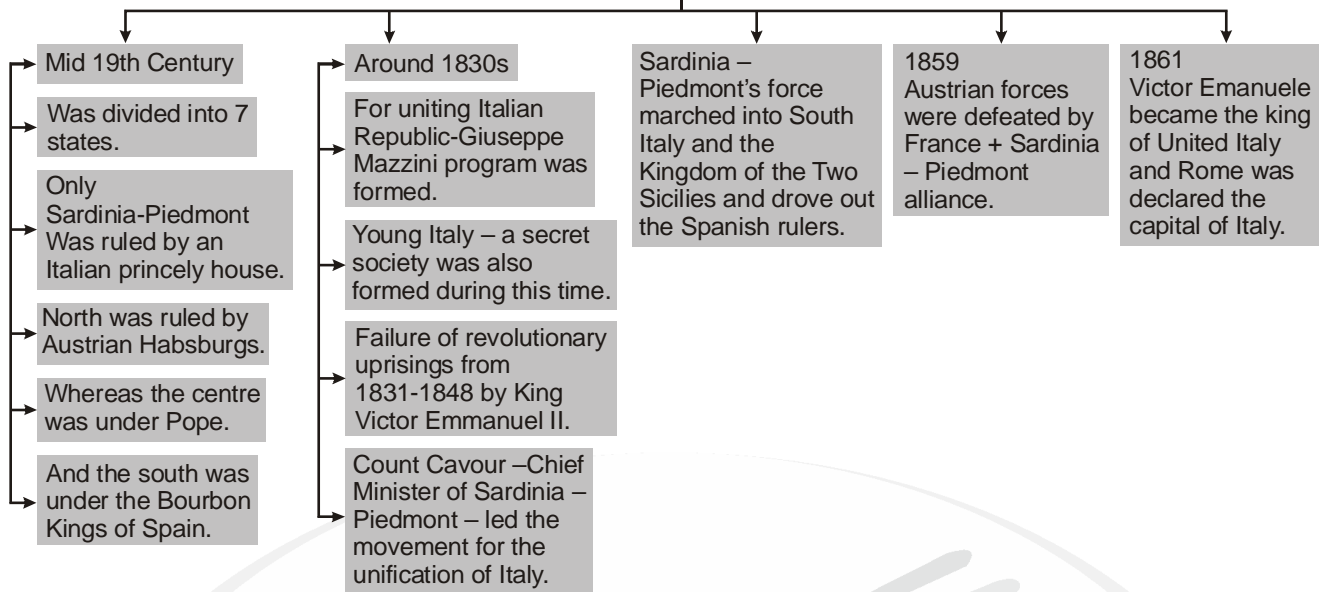 Mid 19th Century
Was divided into 7
states.
Only
Sardinia-Piedmont
Was ruled by an
Italian princely house.
North was ruled by
Austrian Habsburgs.
Whereas the centre
was under Pope.
And the south was
under the Bourbon
Kings of Spain.
Around 1830s
For uniting Italian
Republic-Giuseppe
Mazzini program was
formed.
Young Italy – a secret
society was also
formed during this time.
Failure of revolutionary
uprisings from
1831-1848 by King
Victor Emmanuel II.
Count Cavour –Chief
Minister of Sardinia –
Piedmont – led the
movement for the
unification of Italy.
Sardinia –
Piedmont's force
marched into South
Italy and the
Kingdom of the Two
Sicilies and drove out
the Spanish rulers.
1859
Austrian forces
were defeated by
France + Sardinia
– Piedmont
alliance.
1861
Victor Emanuele
became the king
of United Italy
and Rome was
declared the
capital of Italy.